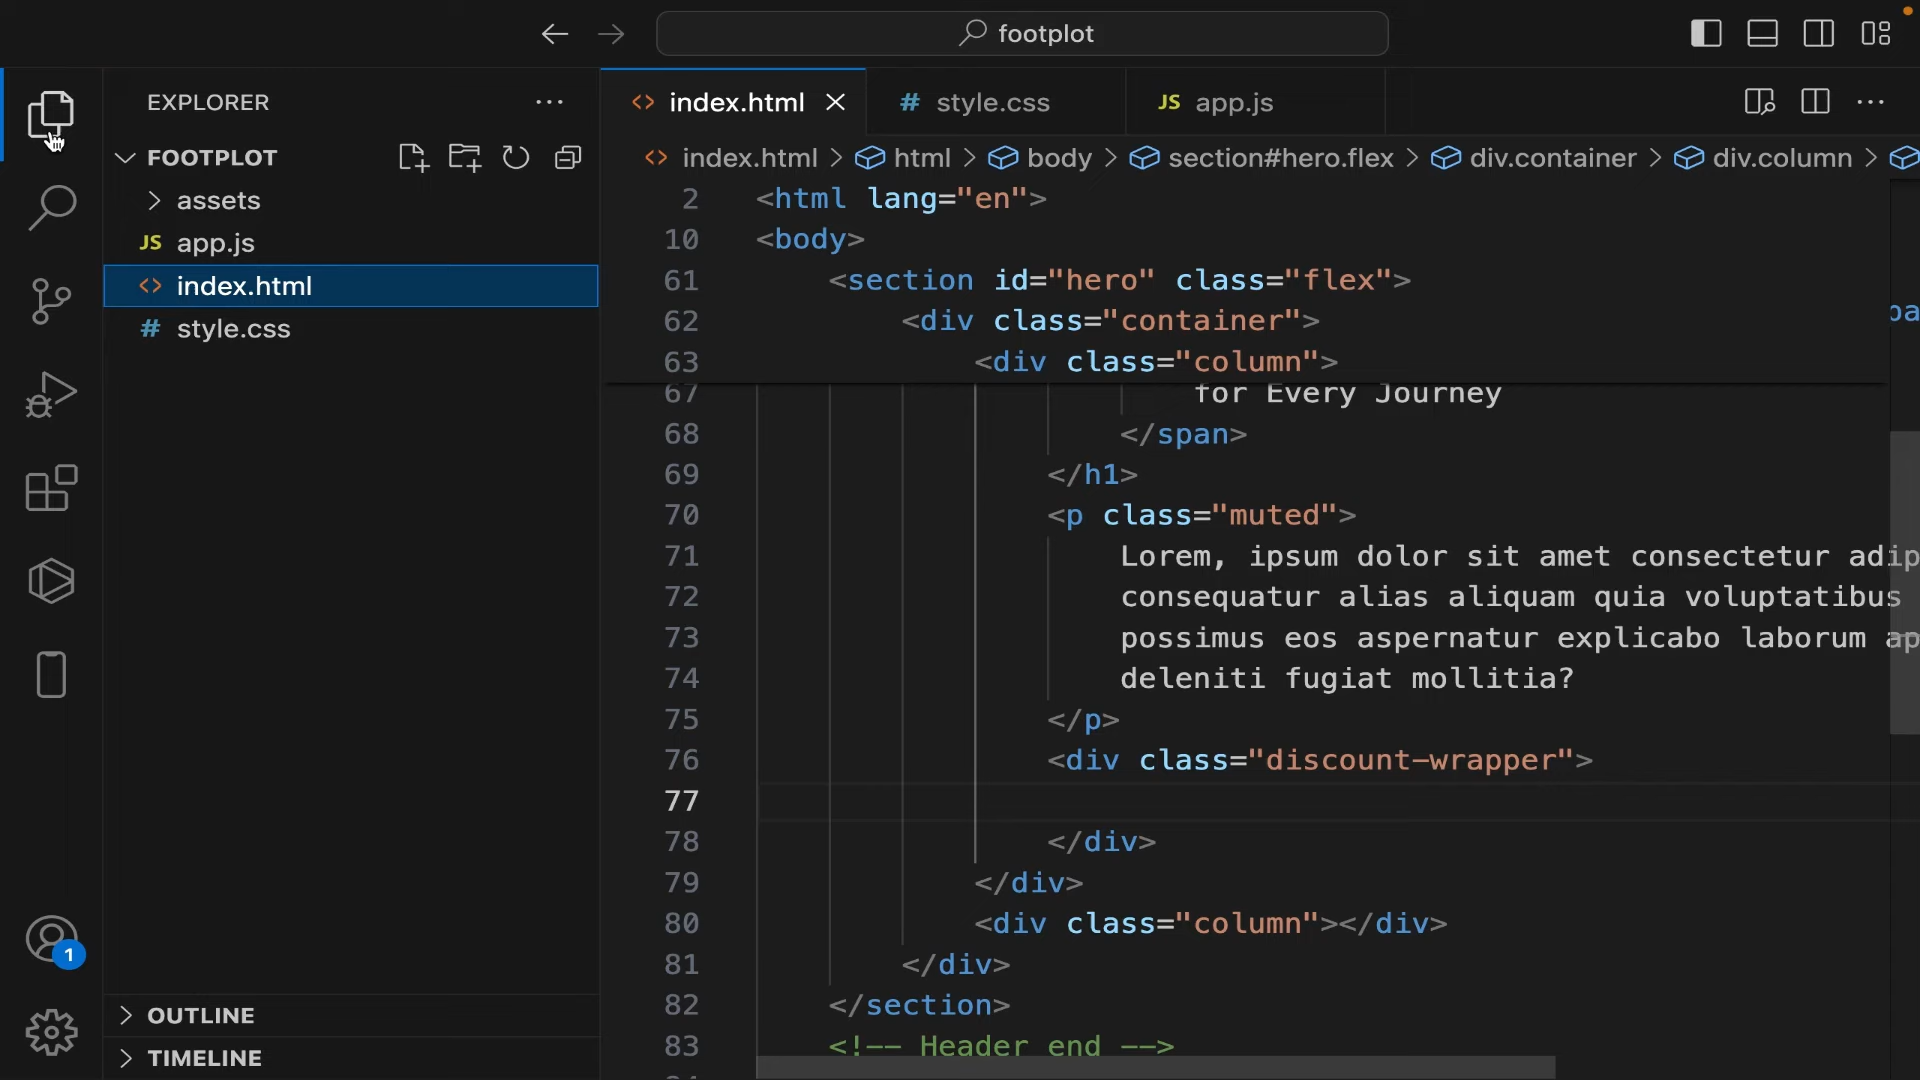 footplot
EXPLORER
FOOTPLOT
assets
JS app.js
<> index.html
# style.css
OUTLINE
TIMELINE
1
<> index.html
# style.css
JS app.js
<> index.html > html > body > section#hero.flex > div.container > div.column >
2 <html lang="en">
10 <body>
61 <section id="hero" class="flex">
62 <div class="container">
63 <div class="column">
67 for Every Journey
68 </span>
69 </h1>
70 <p class="muted">
71 Lorem, ipsum dolor sit amet consectetur adip
72 consequatur alias aliquam quia voluptatibus
73 possimus eos aspernatur explicabo laborum ap
74 deleniti fugiat mollitia?
75 </p>
76 <div class="discount-wrapper">
77
78 </div>
79 </div>
80 <div class="column"></div>
81 </div>
82 </section>
83 <!-- Header end -->